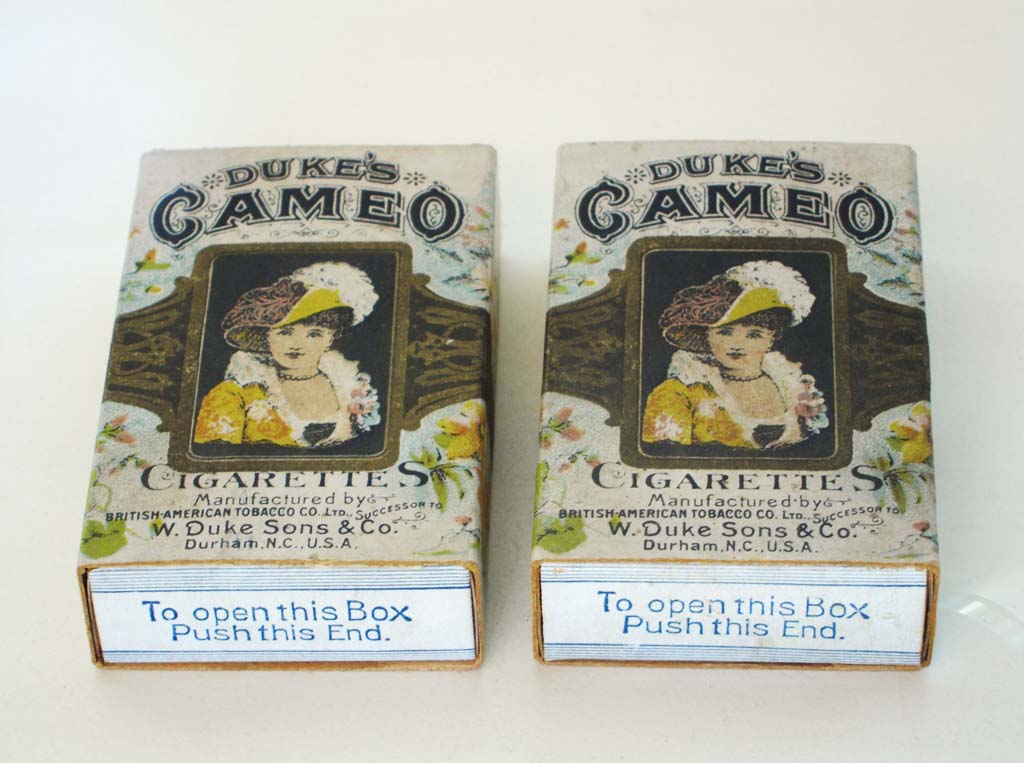 DUKE'S
CAMEO
CIGARETTES
Manufactured by
BRITISH-AMERICAN TOBACCO CO. LTD., SUCCESSOR TO
W. Duke Sons & Co.
Durham, N.C., U.S.A.
To open this Box
Push this End.
DUKE'S
CAMEO
CIGARETTES
Manufactured by
BRITISH-AMERICAN TOBACCO CO. LTD., SUCCESSOR TO
W. Duke Sons & Co.
Durham, N.C., U.S.A.
To open this Box
Push this End.